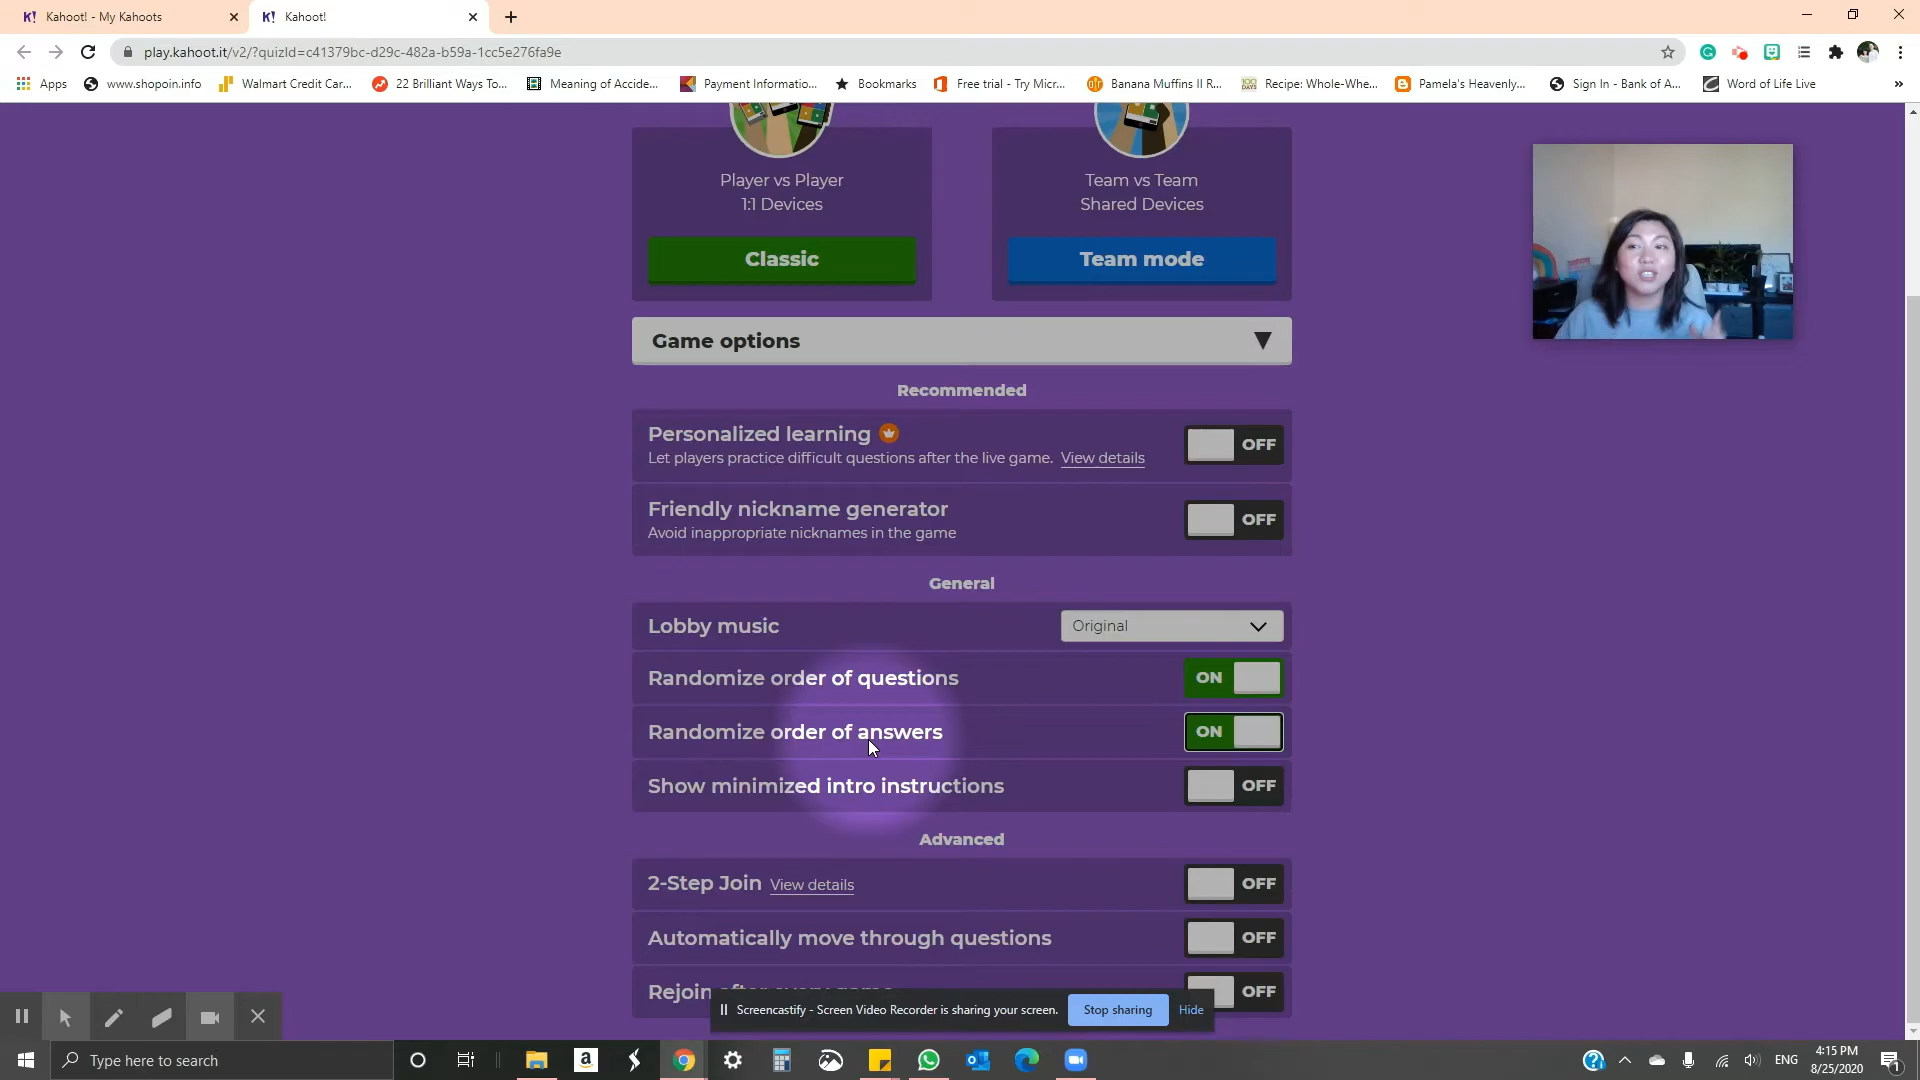 K! Kahoot! - My Kahoots
K! Kahoot!
play.kahoot.it/v2/?quizId=c41379bc-d29c-482a-b59a-1cc5e276fa9e
Apps
www.shopoin.info
Walmart Credit Car...
22 Brilliant Ways To...
Meaning of Accide...
Payment Informatio...
Bookmarks
Free trial - Try Micr...
Banana Muffins II R...
Recipe: Whole-Whe...
Pamela's Heavenly...
Sign In - Bank of A...
Word of Life Live
»
Player vs Player
1:1 Devices
Classic
Team vs Team
Shared Devices
Team mode
Game options
Recommended
Personalized learning
Let players practice difficult questions after the live game. View details
OFF
Friendly nickname generator
Avoid inappropriate nicknames in the game
OFF
General
Lobby music
Original
Randomize order of questions
ON
Randomize order of answers
ON
Show minimized intro instructions
OFF
Advanced
2-Step Join View details
OFF
Automatically move through questions
OFF
Rejoin
OFF
Screencastify - Screen Video Recorder is sharing your screen.
Stop sharing
Hide
Type here to search
ENG
4:15 PM
8/25/2020